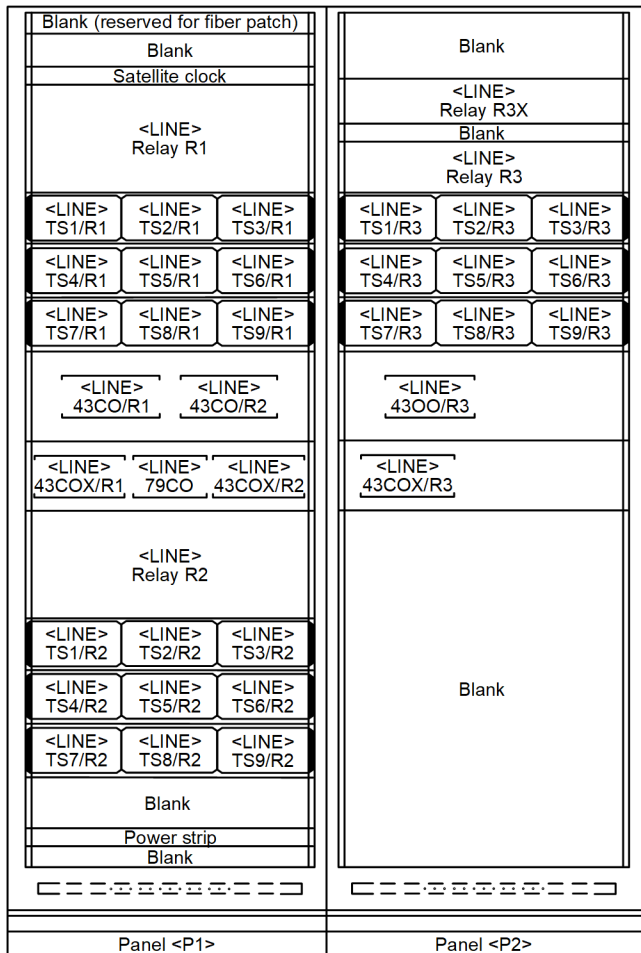 Blank (reserved for fiber patch)
Blank
Satellite clock
<LINE>
Relay R1
<LINE> <LINE> <LINE>
TS1/R1 TS2/R1 TS3/R1
<LINE> <LINE> <LINE>
TS4/R1 TS5/R1 TS6/R1
<LINE> <LINE> <LINE>
TS7/R1 TS8/R1 TS9/R1
<LINE> <LINE>
43CO/R1 43CO/R2
<LINE> <LINE> <LINE>
43COX/R1 79CO 43COX/R2
<LINE>
Relay R2
<LINE> <LINE> <LINE>
TS1/R2 TS2/R2 TS3/R2
<LINE> <LINE> <LINE>
TS4/R2 TS5/R2 TS6/R2
<LINE> <LINE> <LINE>
TS7/R2 TS8/R2 TS9/R2
Blank
Power strip
Blank
Panel <P1>
Blank
<LINE>
Relay R3X
Blank
<LINE>
Relay R3
<LINE> <LINE> <LINE>
TS1/R3 TS2/R3 TS3/R3
<LINE> <LINE> <LINE>
TS4/R3 TS5/R3 TS6/R3
<LINE> <LINE> <LINE>
TS7/R3 TS8/R3 TS9/R3
<LINE>
43OO/R3
<LINE>
43COX/R3
Blank
Panel <P2>